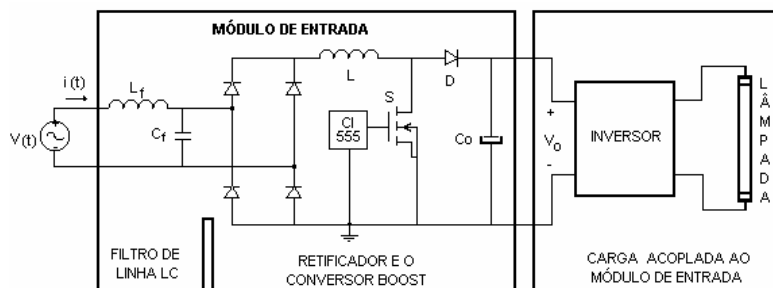 MÓDULO DE ENTRADA
i(t)
Lf
L
D
S
V(t)
Cf
CI
555
Co
+
Vo
-
INVERSOR
LÂMPADA
FILTRO DE
LINHA LC
RETIFICADOR E O
CONVERSOR BOOST
CARGA ACOPLADA AO
MÓDULO DE ENTRADA